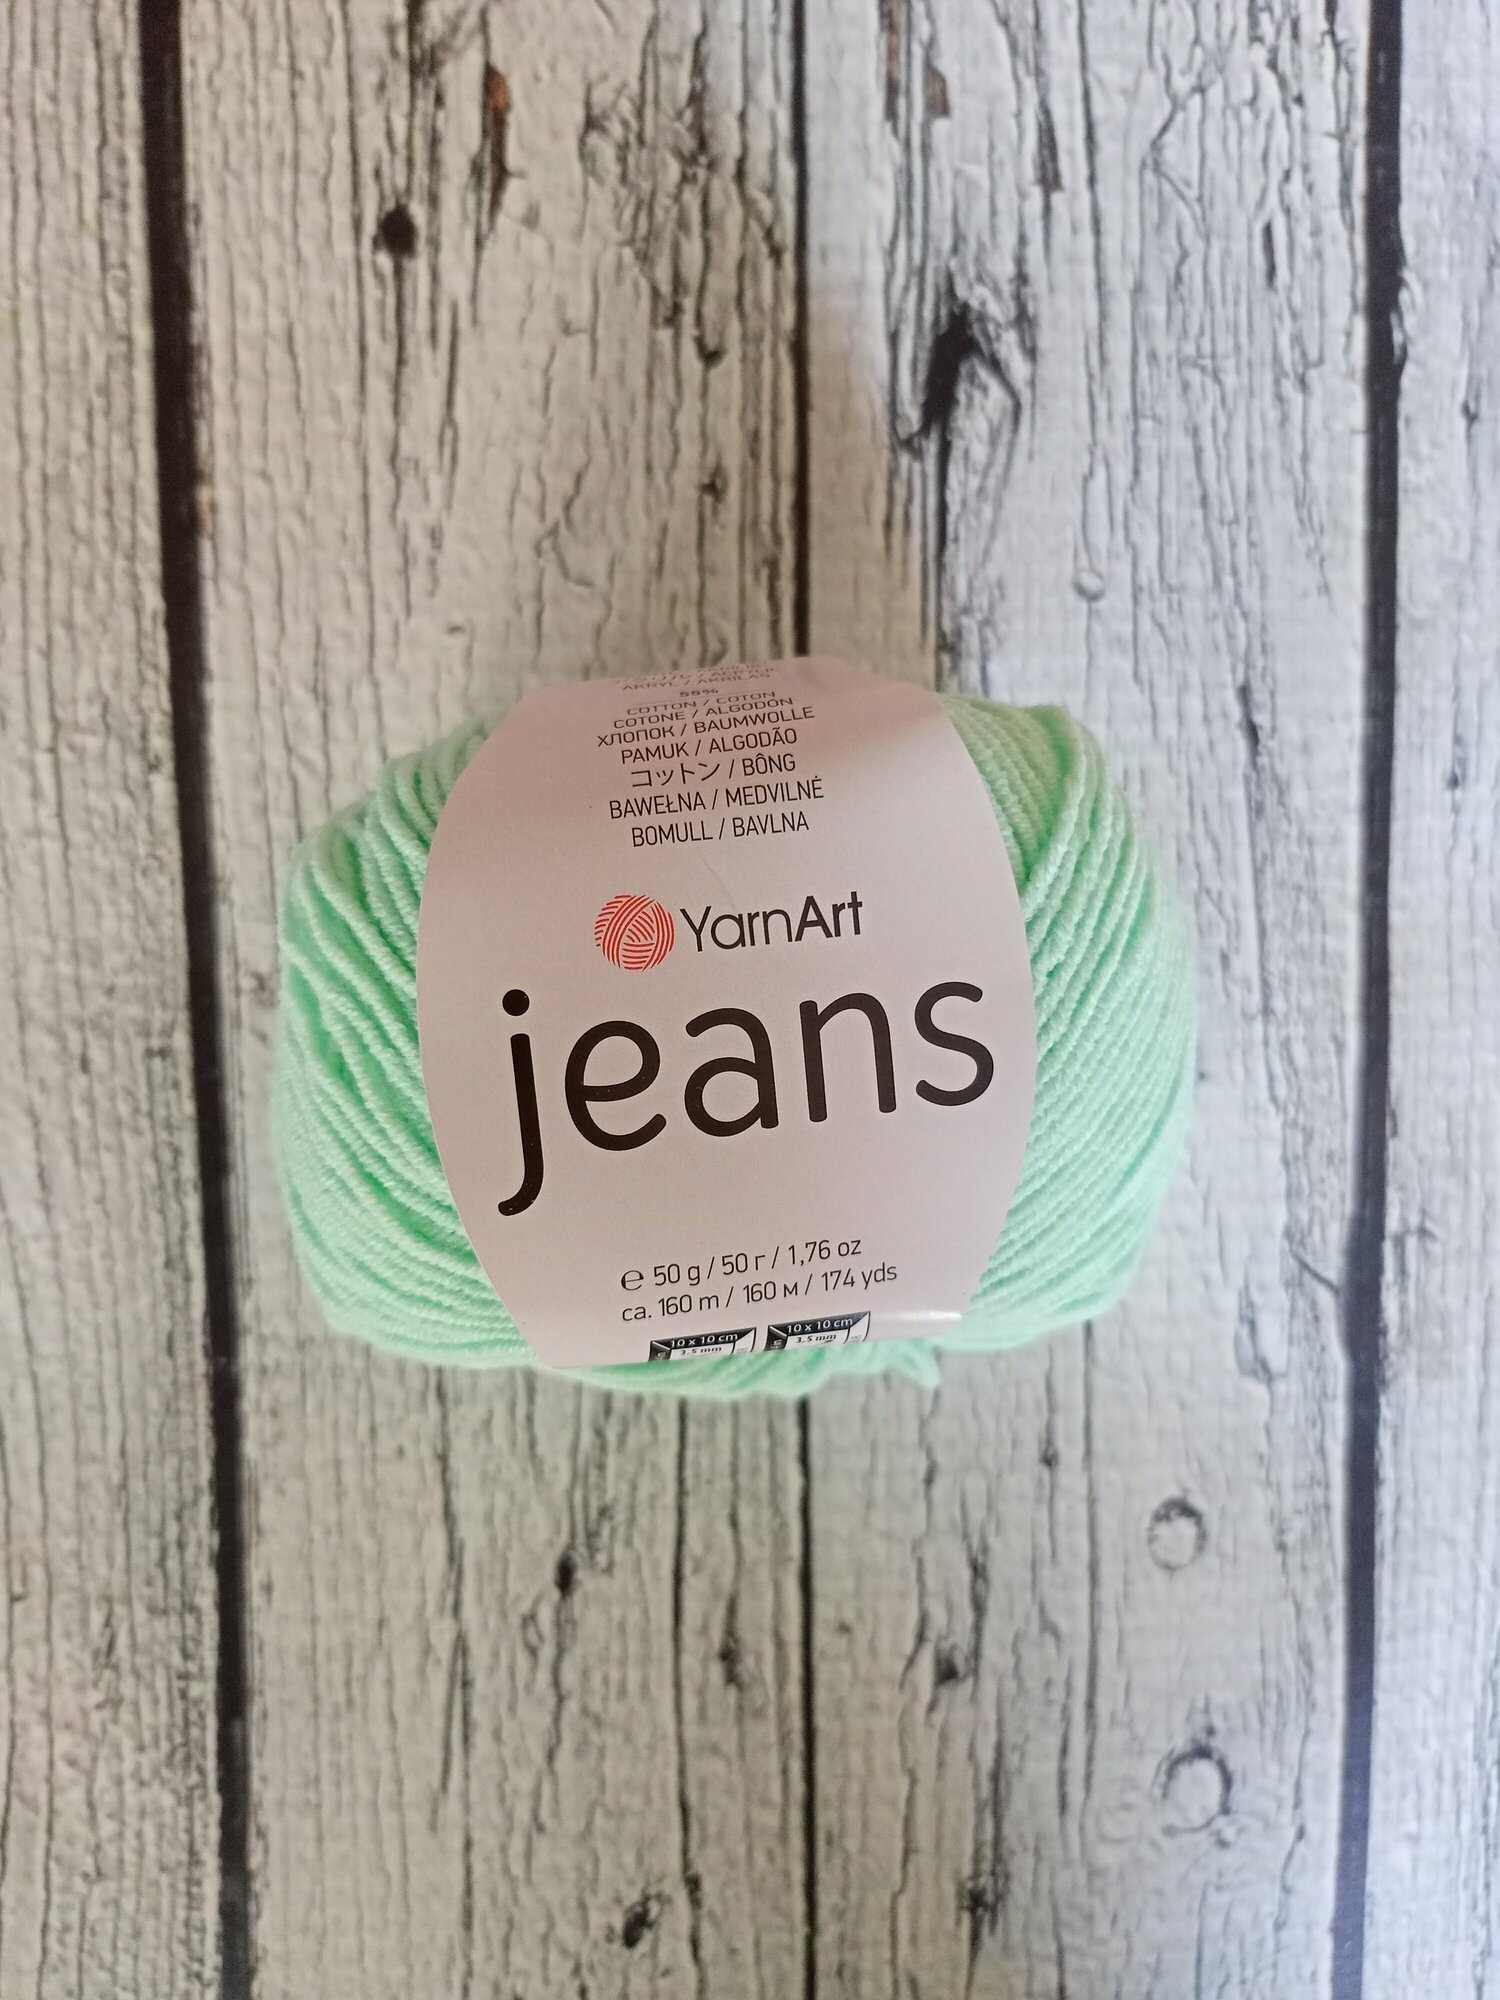 AKRYL / AKRILAS
55%
COTTON / COTON
COTONE / ALGODÓN
ХЛОПОК / BAUMWOLLE
PAMUK / ALGODÃO
コットン / BÔNG
BAWEŁNA / MEDVILNĖ
BOMULL / BAVLNA
YarnArt
jeans
℮ 50 g / 50 г / 1,76 oz
ca. 160 m / 160 м / 174 yds
10 x 10 cm 10 x 10 cm
3.5 mm 3.5 mm